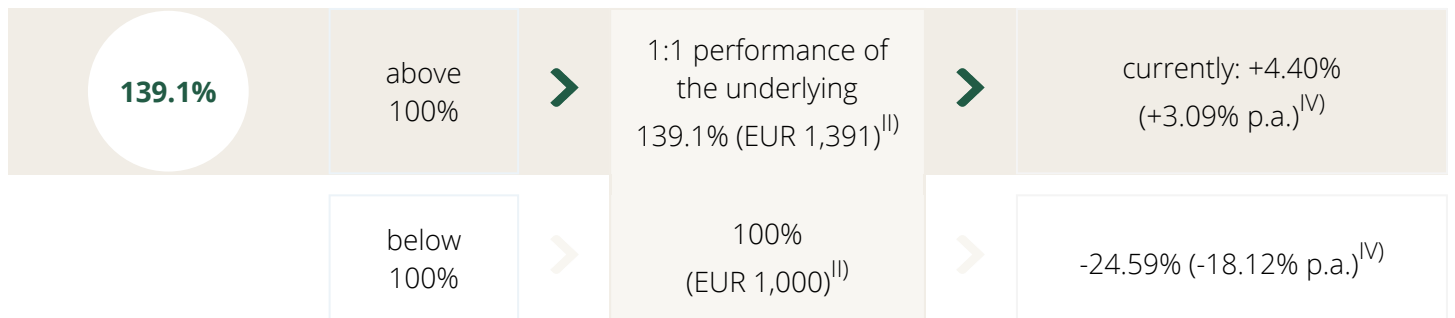 139.1%
above
100%
1:1 performance of
the underlying
139.1% (EUR 1,391)II)
currently: +4.40%
(+3.09% p.a.)IV)
below
100%
100%
(EUR 1,000)II)
-24.59% (-18.12% p.a.)IV)